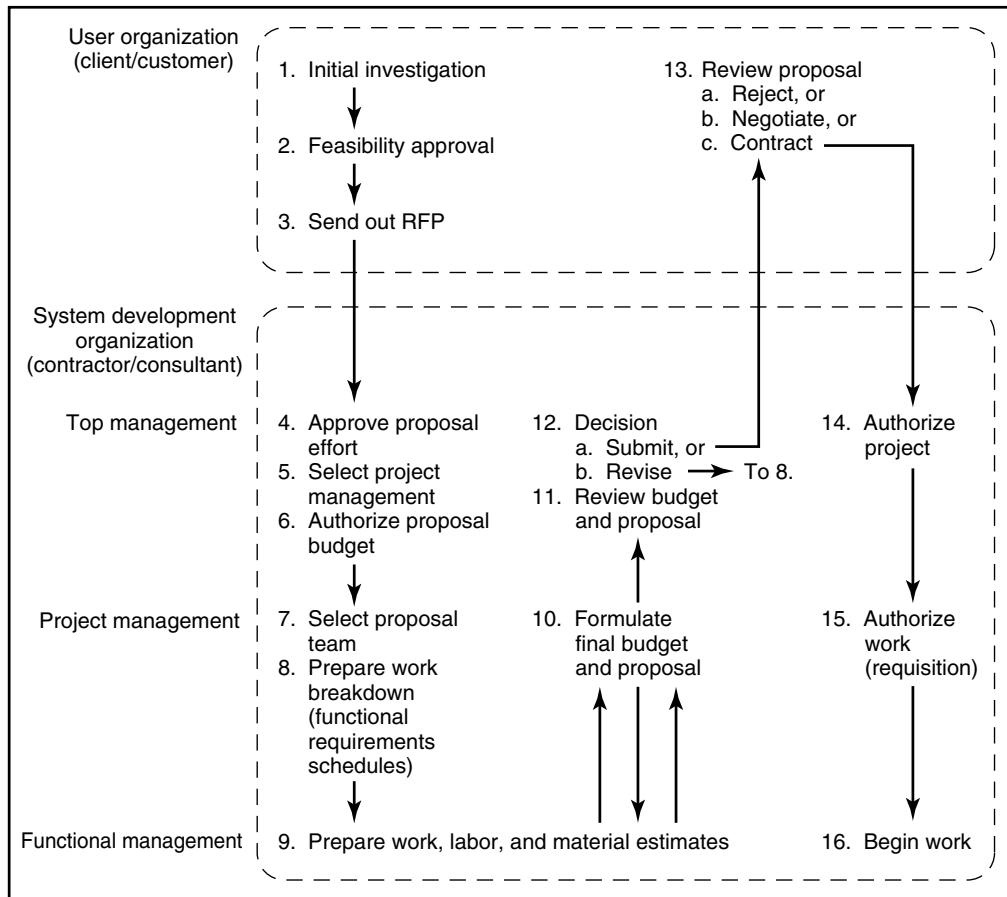 User organization
(client/customer)
1. Initial investigation
2. Feasibility approval
3. Send out RFP
13. Review proposal
a. Reject, or
b. Negotiate, or
c. Contract
System development
organization
(contractor/consultant)
Top management
4. Approve proposal
effort
5. Select project
management
6. Authorize proposal
budget
12. Decision
a. Submit, or
b. Revise
To 8.
11. Review budget
and proposal
14. Authorize
project
Project management
7. Select proposal
team
8. Prepare work
breakdown
(functional
requirements
schedules)
10. Formulate
final budget
and proposal
15. Authorize
work
(requisition)
Functional management
9. Prepare work, labor, and material estimates
16. Begin work